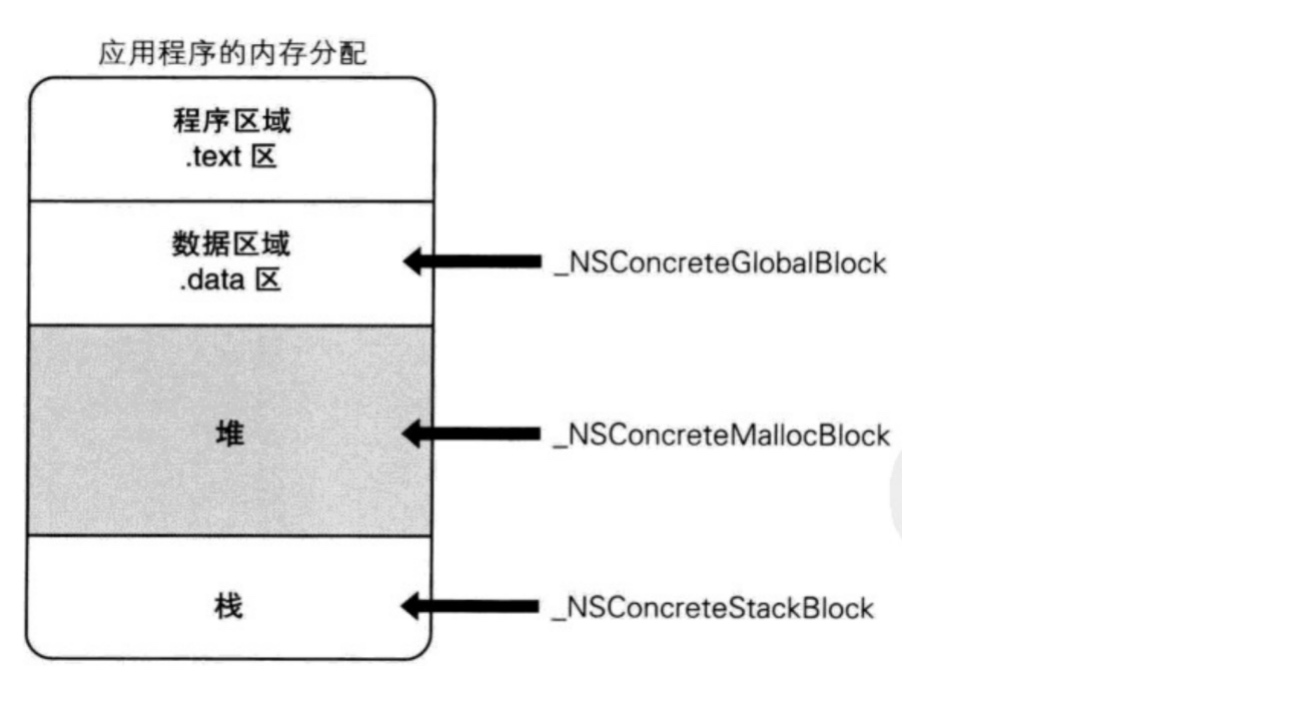 应用程序的内存分配
程序区域
.text 区
数据区域
.data 区
_NSConcreteGlobalBlock
堆
_NSConcreteMallocBlock
栈
_NSConcreteStackBlock